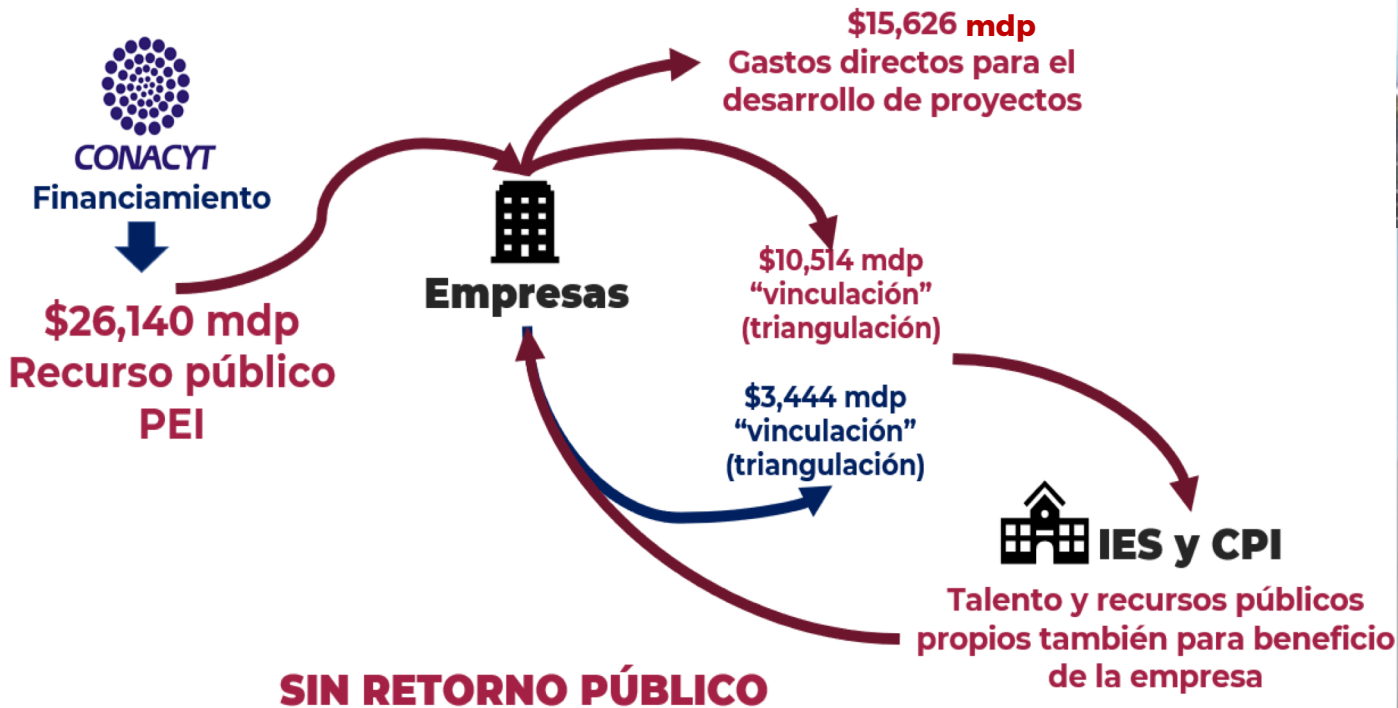 CONACYT
Financiamiento
$26,140 mdp
Recurso público
PEI
Empresas
$15,626 mdp
Gastos directos para el
desarrollo de proyectos
$10,514 mdp
“vinculación”
(triangulación)
$3,444 mdp
“vinculación”
(triangulación)
IES y CPI
Talento y recursos públicos
propios también para beneficio
de la empresa
SIN RETORNO PÚBLICO